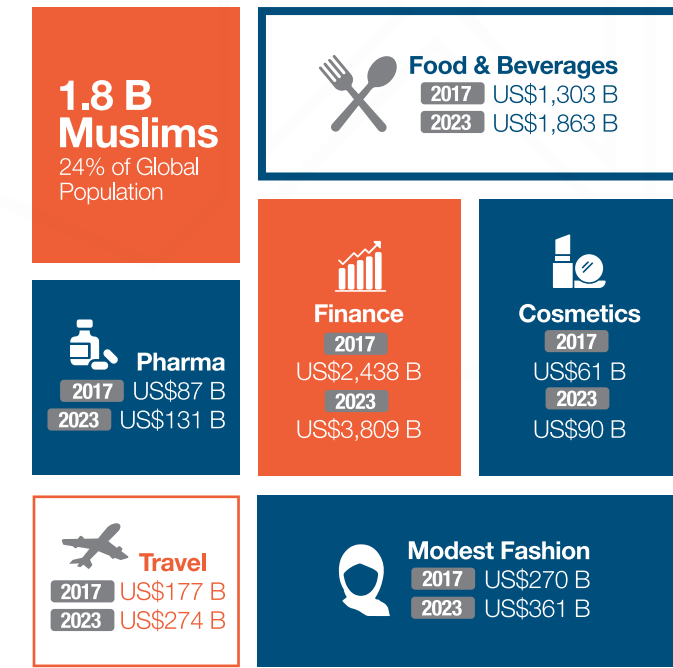 1.8 B
Muslims
24% of Global
Population
Food & Beverages
2017 US$1,303 B
2023 US$1,863 B
Pharma
2017 US$87 B
2023 US$131 B
Finance
2017
US$2,438 B
2023
US$3,809 B
Cosmetics
2017
US$61 B
2023
US$90 B
Travel
2017 US$177 B
2023 US$274 B
Modest Fashion
2017 US$270 B
2023 US$361 B